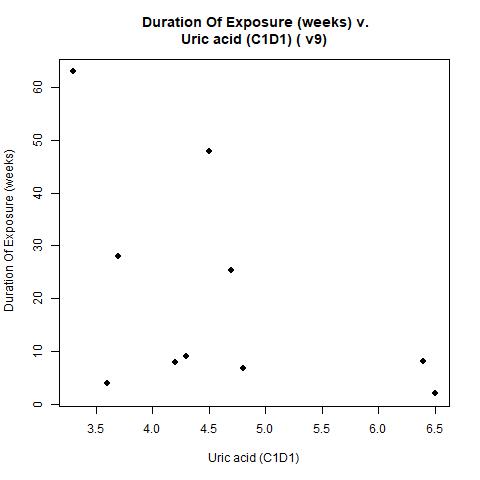 Duration Of Exposure (weeks) v.
Uric acid (C1D1) ( v9)
Duration Of Exposure (weeks)
60
50
40
30
20
10
0
3.5 4.0 4.5 5.0 5.5 6.0 6.5
Uric acid (C1D1)